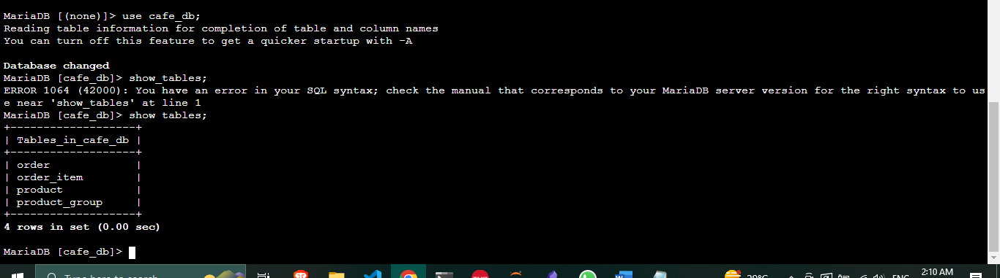 MariaDB [(none)]> use cafe_db;
Reading table information for completion of table and column names
You can turn off this feature to get a quicker startup with -A
Database changed
MariaDB [cafe_db]> show_tables;
ERROR 1064 (42000): You have an error in your SQL syntax; check the manual that corresponds to your MariaDB server version for the right syntax to us
e near 'show_tables' at line 1
MariaDB [cafe_db]> show tables;
+-------------------+
| Tables_in_cafe_db |
+-------------------+
| order             |
| order_item        |
| product           |
| product_group     |
+-------------------+
4 rows in set (0.00 sec)
MariaDB [cafe_db]>
Type here to search
ENG
2:10 AM